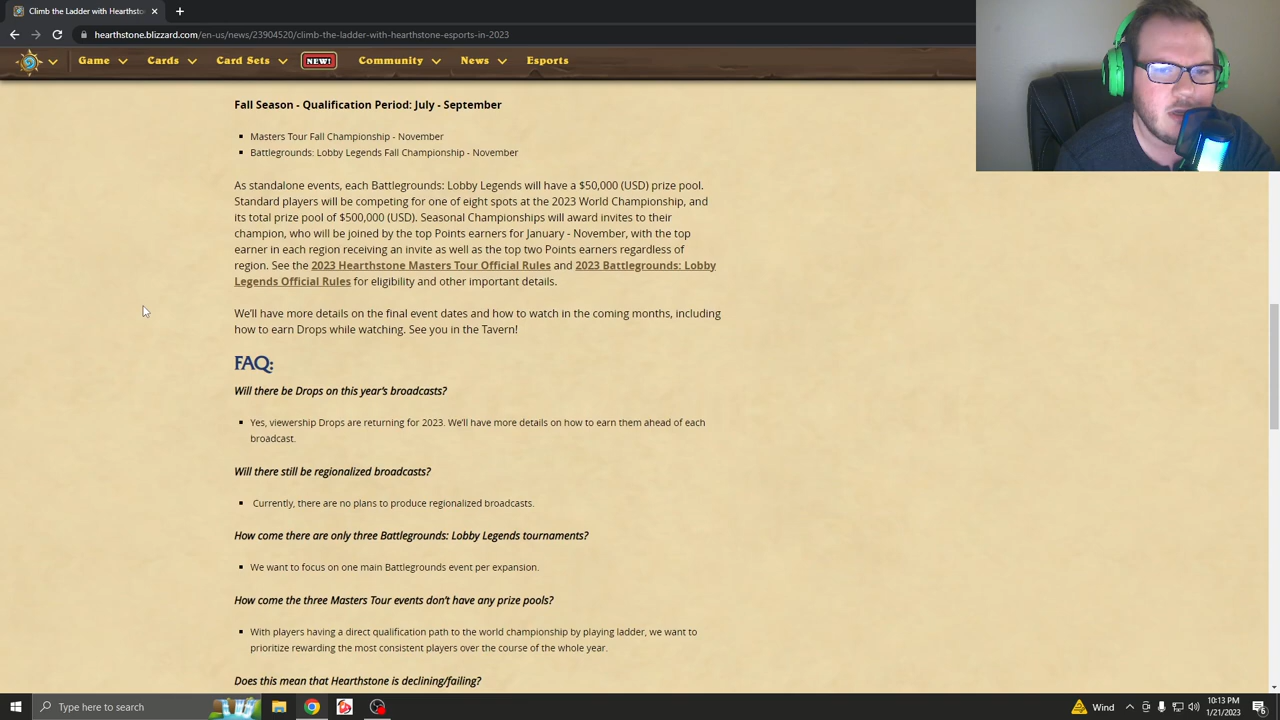 Climb the Ladder with Hearthsto
hearthstone.blizzard.com/en-us/news/23904520/climb-the-ladder-with-hearthstone-esports-in-2023
Game Cards Card Sets NEW! Community News Esports
Fall Season - Qualification Period: July - September
Masters Tour Fall Championship - November
Battlegrounds: Lobby Legends Fall Championship - November
As standalone events, each Battlegrounds: Lobby Legends will have a $50,000 (USD) prize pool.
Standard players will be competing for one of eight spots at the 2023 World Championship, and
its total prize pool of $500,000 (USD). Seasonal Championships will award invites to their
champion, who will be joined by the top Points earners for January - November, with the top
earner in each region receiving an invite as well as the top two Points earners regardless of
region. See the 2023 Hearthstone Masters Tour Official Rules and 2023 Battlegrounds: Lobby
Legends Official Rules for eligibility and other important details.
We'll have more details on the final event dates and how to watch in the coming months, including
how to earn Drops while watching. See you in the Tavern!
FAQ:
Will there be Drops on this year's broadcasts?
Yes, viewership Drops are returning for 2023. We'll have more details on how to earn them ahead of each
broadcast.
Will there still be regionalized broadcasts?
Currently, there are no plans to produce regionalized broadcasts.
How come there are only three Battlegrounds: Lobby Legends tournaments?
We want to focus on one main Battlegrounds event per expansion.
How come the three Masters Tour events don't have any prize pools?
With players having a direct qualification path to the world championship by playing ladder, we want to
prioritize rewarding the most consistent players over the course of the whole year.
Does this mean that Hearthstone is declining/failing?
Type here to search
Wind
10:13 PM
1/21/2023
6